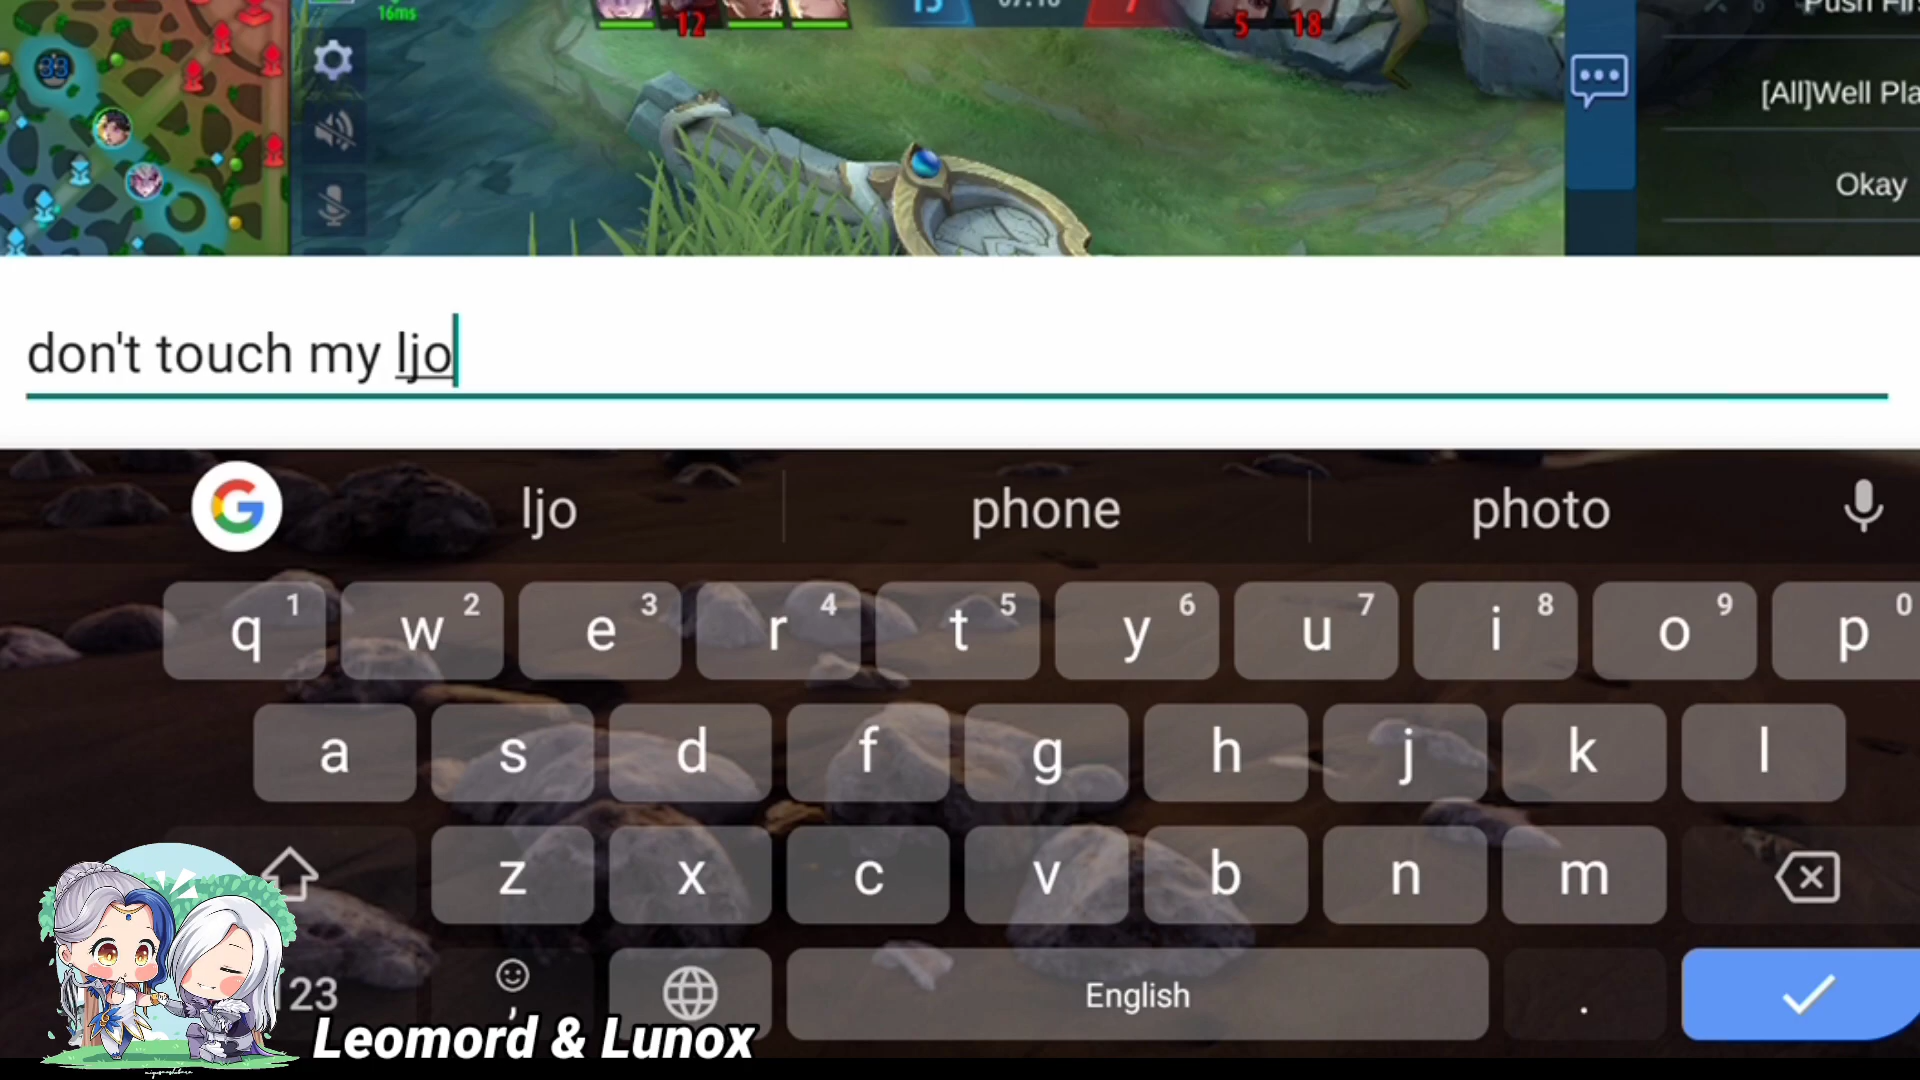 16ms
33
12
5 18
[All]Well Pla
Okay
don't touch my ljo
ljo phone photo
q 1 w 2 e 3 r 4 t 5 y 6 u 7 i 8 o 9 p 0
a s d f g h j k l
z x c v b n m
23 , English .
Leomord & Lunox